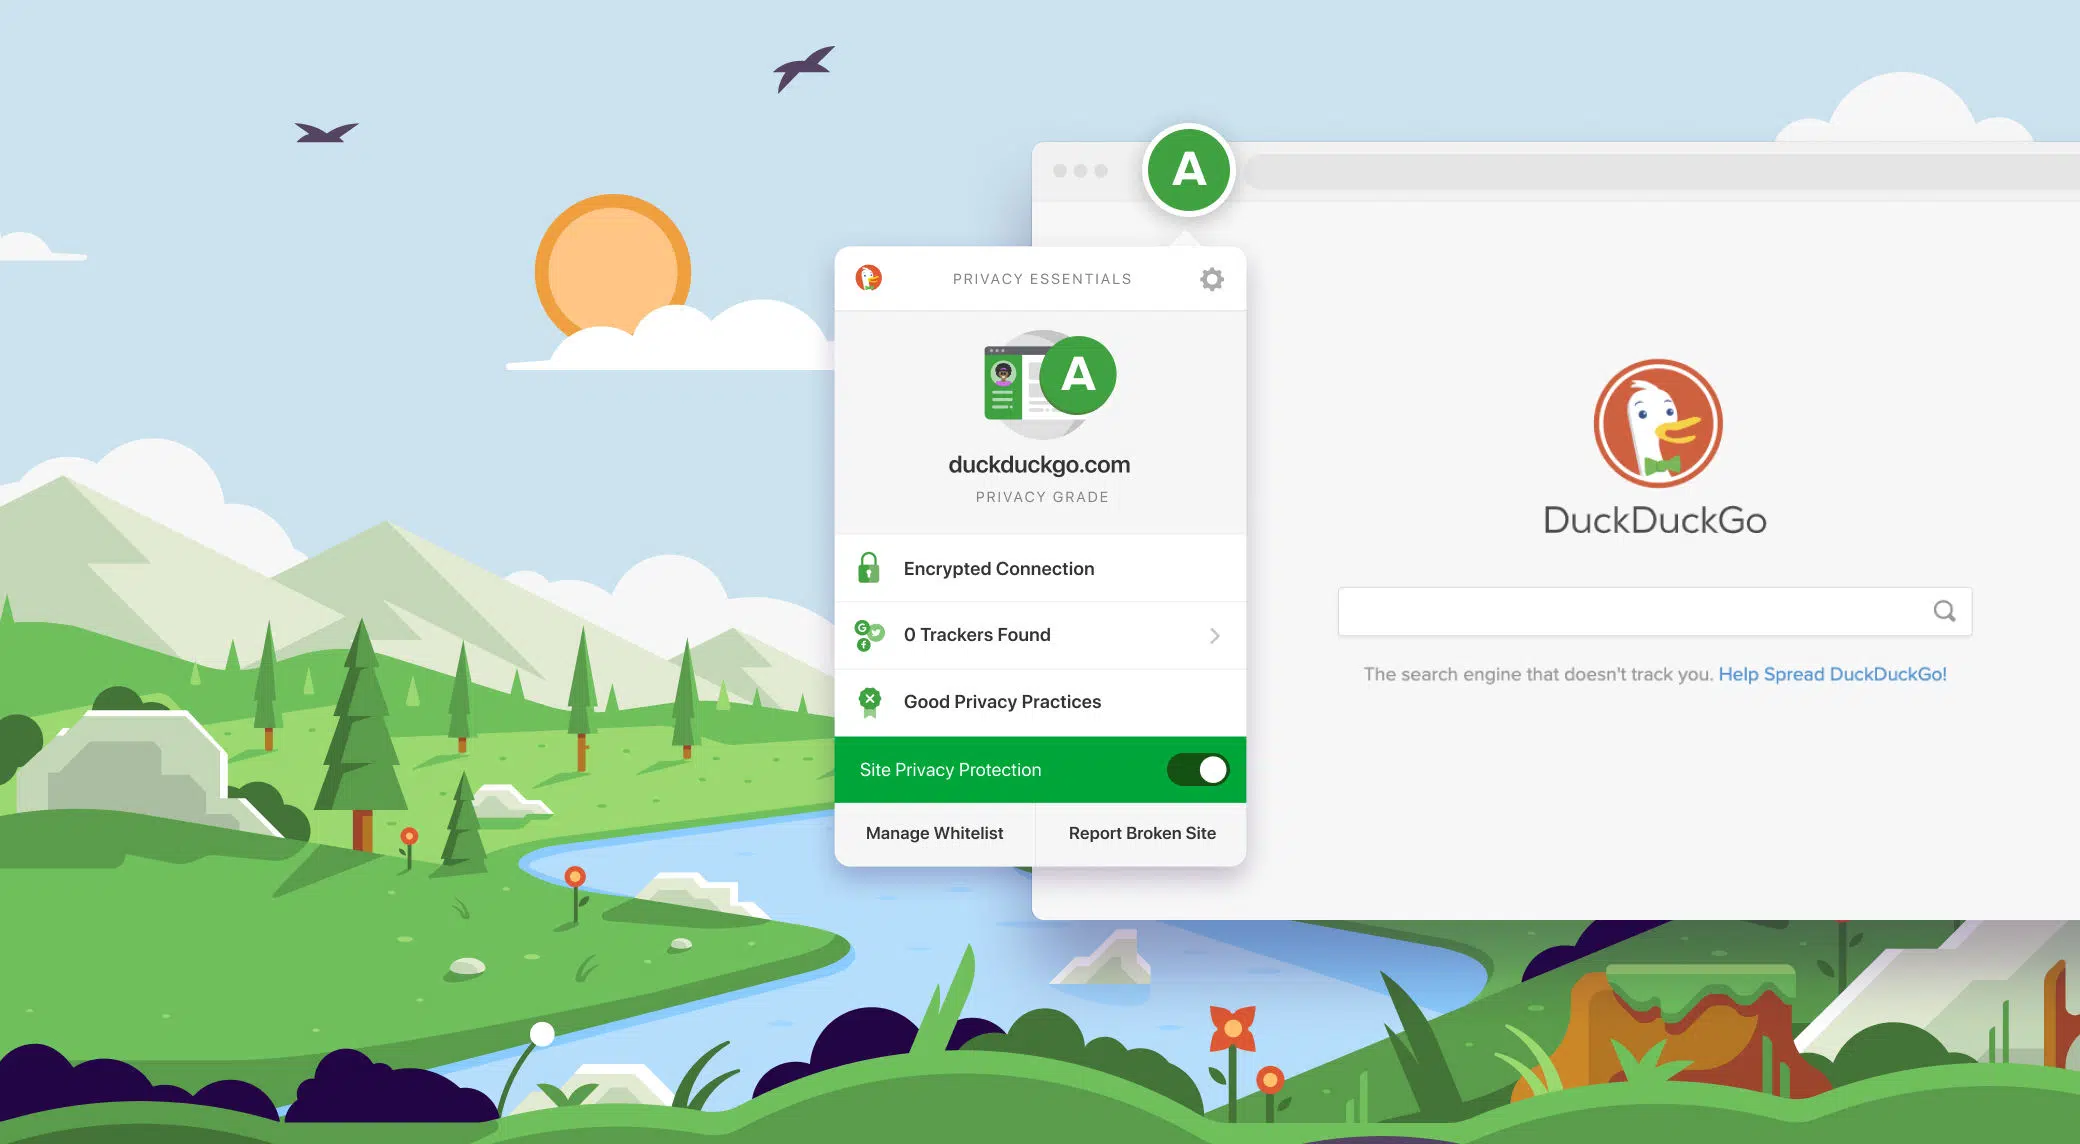 A
PRIVACY ESSENTIALS
A
duckduckgo.com
PRIVACY GRADE
Encrypted Connection
0 Trackers Found
Good Privacy Practices
Site Privacy Protection
Manage Whitelist
Report Broken Site
DuckDuckGo
The search engine that doesn't track you. Help Spread DuckDuckGo!